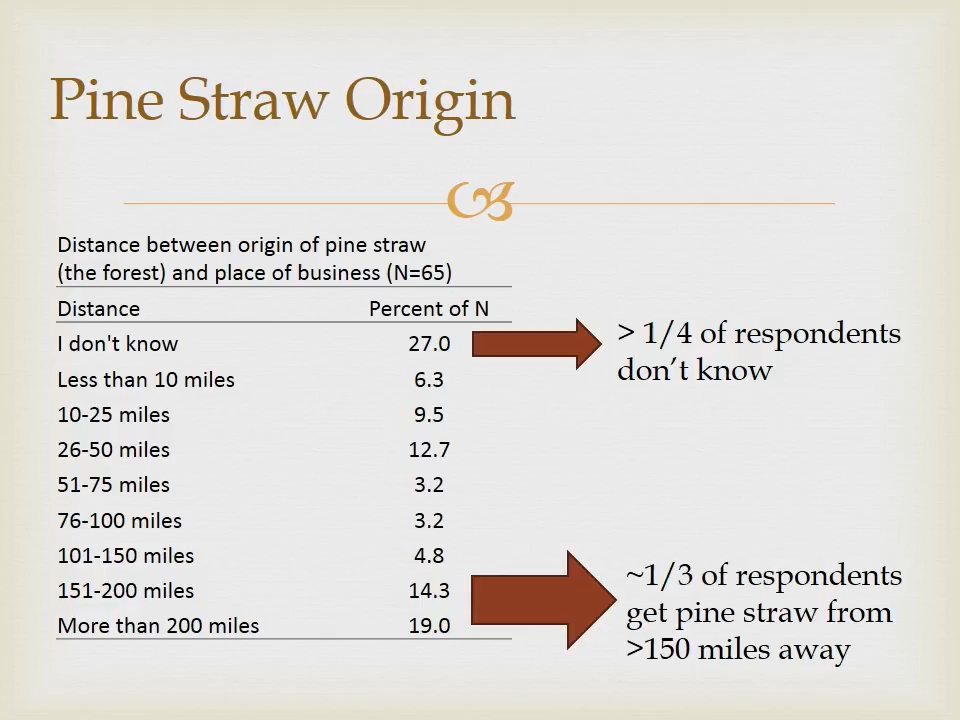 Pine Straw Origin
Distance between origin of pine straw
(the forest) and place of business (N=65)
Distance Percent of N
I don't know 27.0
Less than 10 miles 6.3
10-25 miles 9.5
26-50 miles 12.7
51-75 miles 3.2
76-100 miles 3.2
101-150 miles 4.8
151-200 miles 14.3
More than 200 miles 19.0
> 1/4 of respondents
don’t know
~1/3 of respondents
get pine straw from
>150 miles away